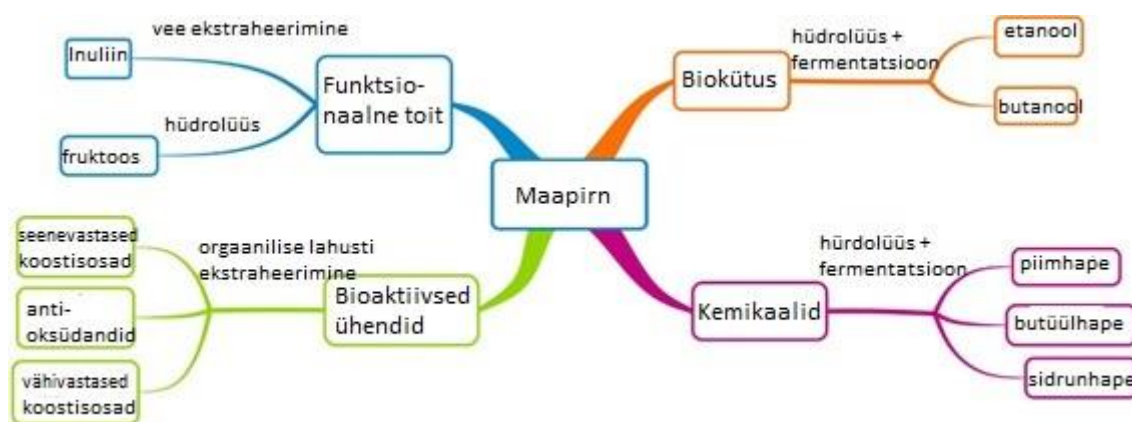 vee ekstraheerimine
Inuliin
Funktsio-
naalne toit
hüdrolüüs
fruktoos
hüdrolüüs +
fermentatsioon
etanool
Biokütus
butanool
Maapirn
seenevastased
koostisosad
orgaanilise lahusti
ekstraheerimine
anti-
oksüdandid
Bioaktiivsed
ühendid
vähivastased
koostisosad
hürdolüüs +
fermentatsioon
piimhape
Kemikaalid
butüülhape
sidrunhape